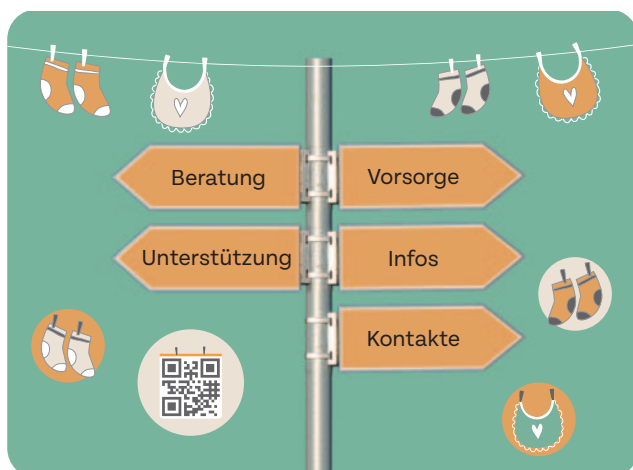 Beratung
Vorsorge
Unterstützung
Infos
Kontakte